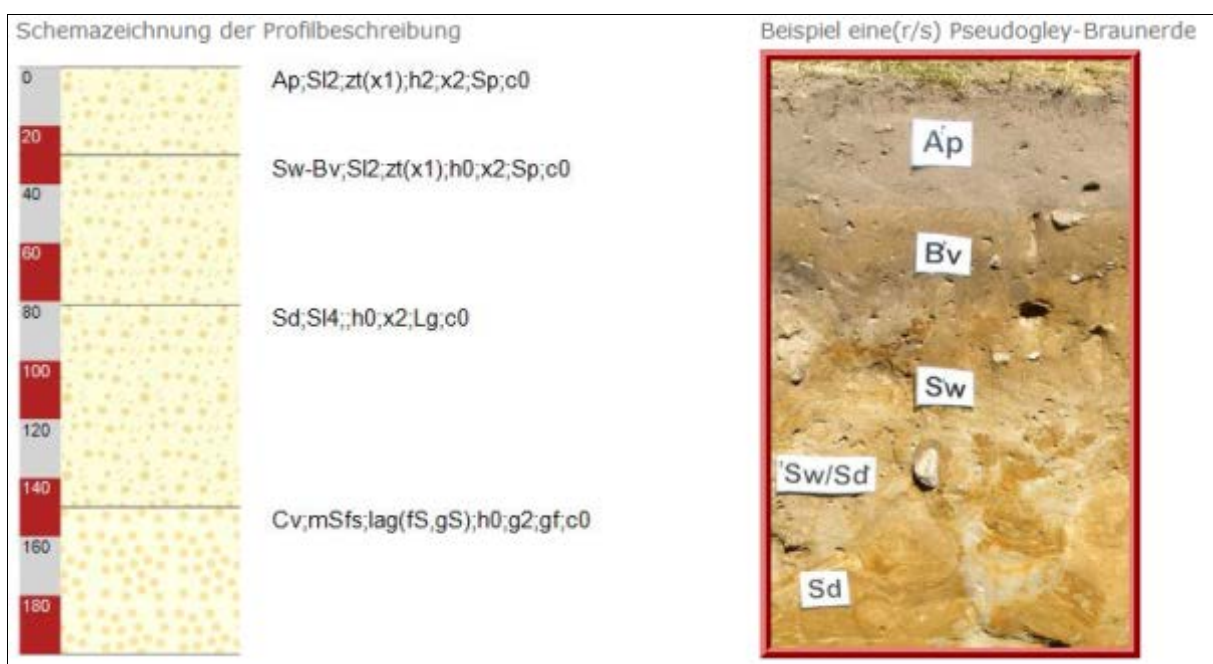 Schemazeichnung der Profilbeschreibung
Beispiel eine(r/s) Pseudogley-Braunerde
0
20
40
60
80
100
120
140
160
180
Ap;Sl2;zt(x1);h2;x2;Sp;c0
Sw-Bv;Sl2;zt(x1);h0;x2;Sp;c0
Sd;Sl4;;h0;x2;Lg;c0
Cv;mSfs;lag(fS,gS);h0;g2;gf;c0
Ap
Bv
Sw
Sw/Sd
Sd